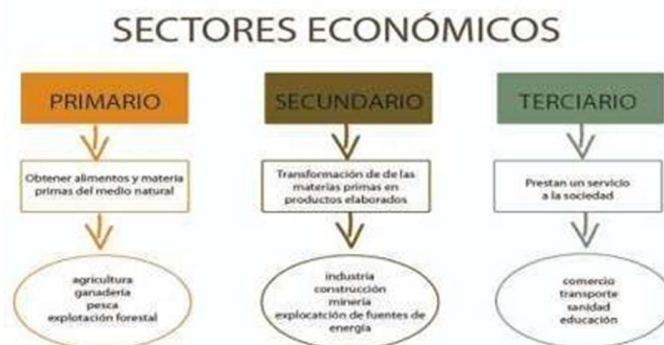 SECTORES ECONÓMICOS
PRIMARIO
Obtener alimentos y materia
primas del medio natural
agricultura
ganadería
pesca
explotación forestal
SECUNDARIO
Transformación de de las
materias primas en
productos elaborados
industria
construcción
minería
explocatción de fuentes de
energía
TERCIARIO
Prestan un servicio
a la sociedad
comercio
transporte
sanidad
educación